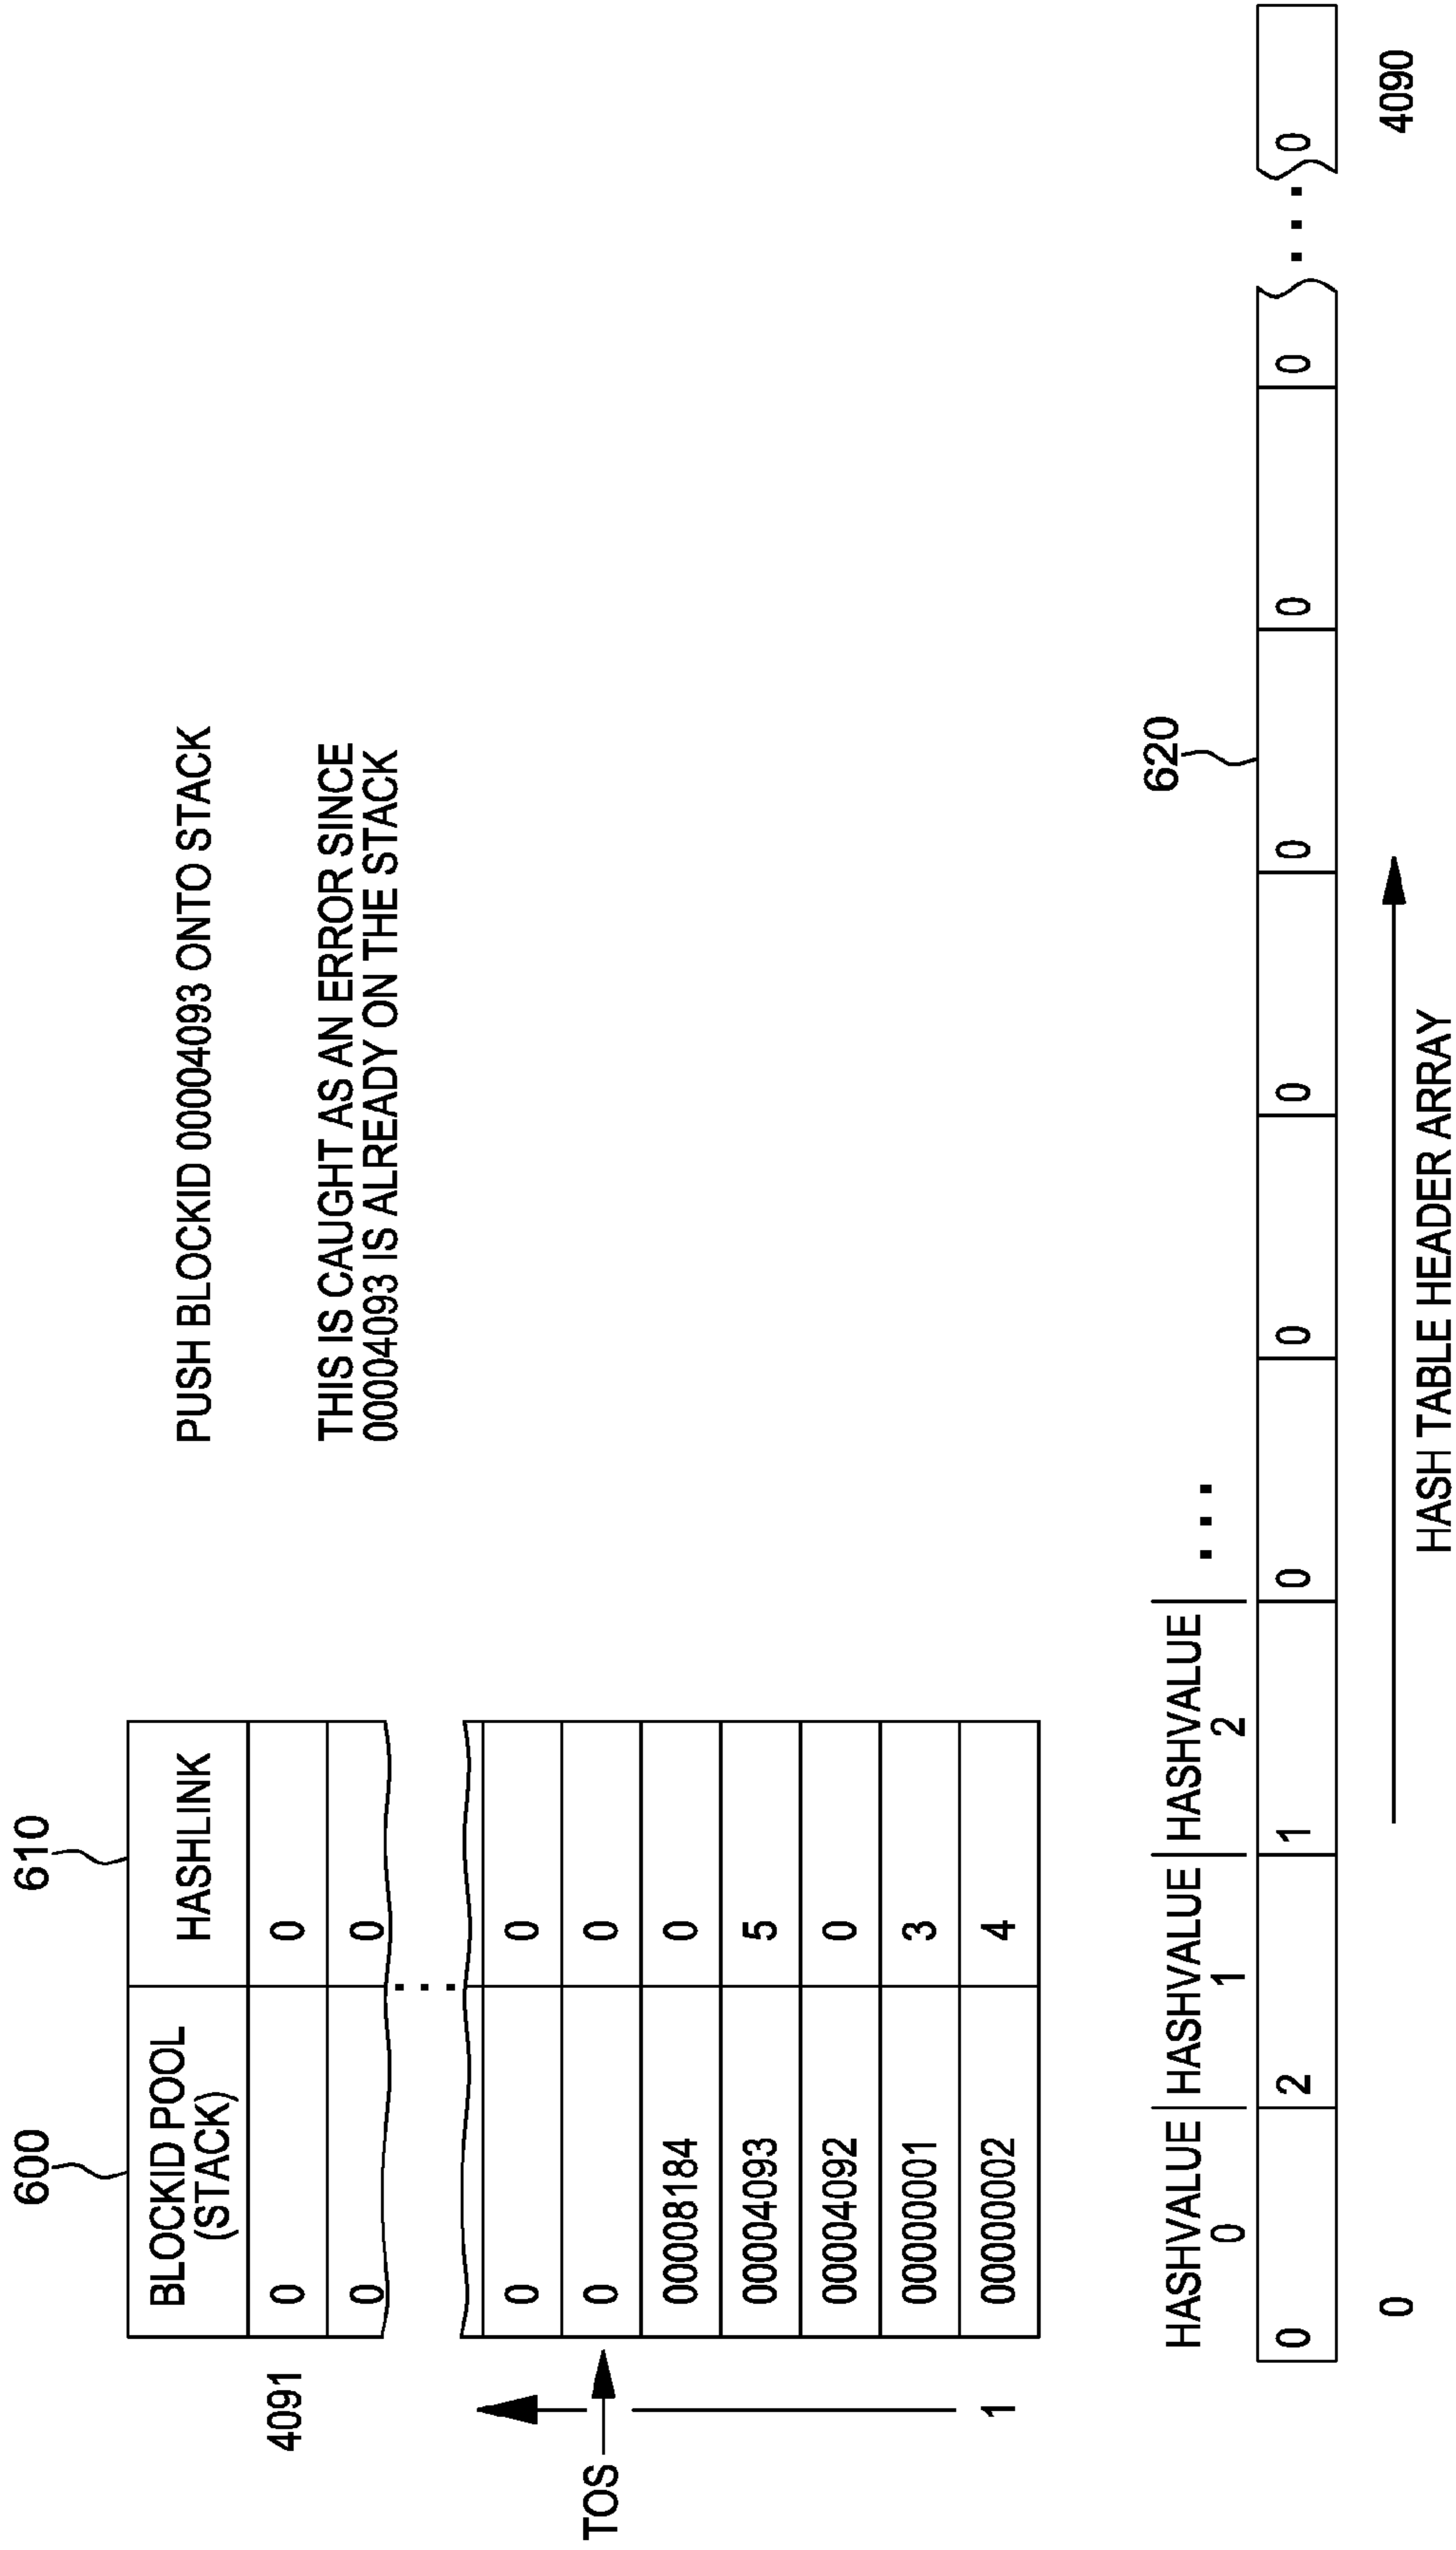 600
610
BLOCKID POOL
(STACK)
HASHLINK
4091
0 0
0 0
...
0 0
TOS 0 0
00008184 0
00004093 5
00004092 0
00000001 3
1 00000002 4
PUSH BLOCKID 00004093 ONTO STACK
THIS IS CAUGHT AS AN ERROR SINCE
00004093 IS ALREADY ON THE STACK
620
HASHVALUE HASHVALUE HASHVALUE ...
0 1 2
0 2 1 0 0 0 0 0 0 ... 0
0 4090
HASH TABLE HEADER ARRAY